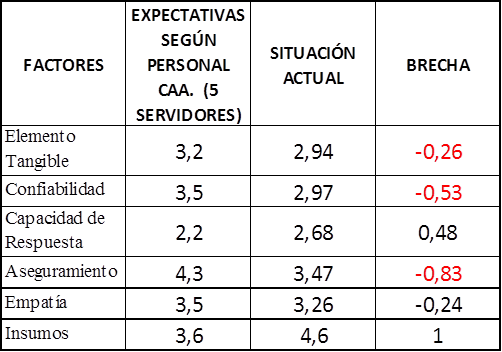 FACTORES
EXPECTATIVAS
SEGÚN
PERSONAL
CAA. (5
SERVIDORES)
SITUACIÓN
ACTUAL
BRECHA
Elemento
Tangible
3,2
2,94
-0,26
Confiabilidad
3,5
2,97
-0,53
Capacidad de
Respuesta
2,2
2,68
0,48
Aseguramiento
4,3
3,47
-0,83
Empatía
3,5
3,26
-0,24
Insumos
3,6
4,6
1